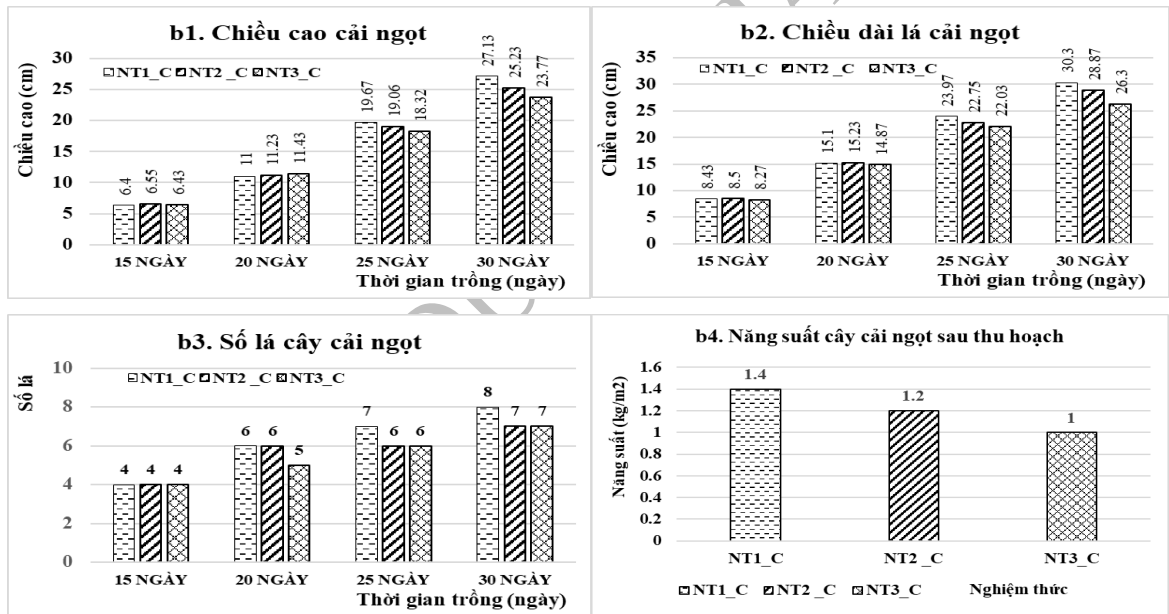 b1. Chiều cao cải ngọt
Chiều cao (cm)
30
25
20
15
10
5
0
NT1_C NT2 _C NT3_C
6.4 6.55 6.43
11 11.23 11.43
19.67 19.06 18.32
27.13 25.23 23.77
15 NGÀY 20 NGÀY 25 NGÀY 30 NGÀY
Thời gian trồng (ngày)
b2. Chiều dài lá cải ngọt
Chiều cao (cm)
35
30
25
20
15
10
5
0
NT1_C NT2 _C NT3_C
8.43 8.5 8.27
15.1 15.23 14.87
23.97 22.75 22.03
30.3 28.87 26.3
15 NGÀY 20 NGÀY 25 NGÀY 30 NGÀY
Thời gian trồng (ngày)
b3. Số lá cây cải ngọt
Số lá
10
8
6
4
2
0
NT1_C NT2 _C NT3_C
4 4 4
6 6 5
7 6 6
8 7 7
15 NGÀY 20 NGÀY 25 NGÀY 30 NGÀY
Thời gian trồng (ngày)
b4. Năng suất cây cải ngọt sau thu hoạch
Năng suất (kg/m2)
1.6
1.4
1.2
1
0.8
0.6
0.4
0.2
0
1.4
1.2
1
NT1_C NT2 _C NT3_C
NT1_C NT2 _C NT3_C Nghiệm thức